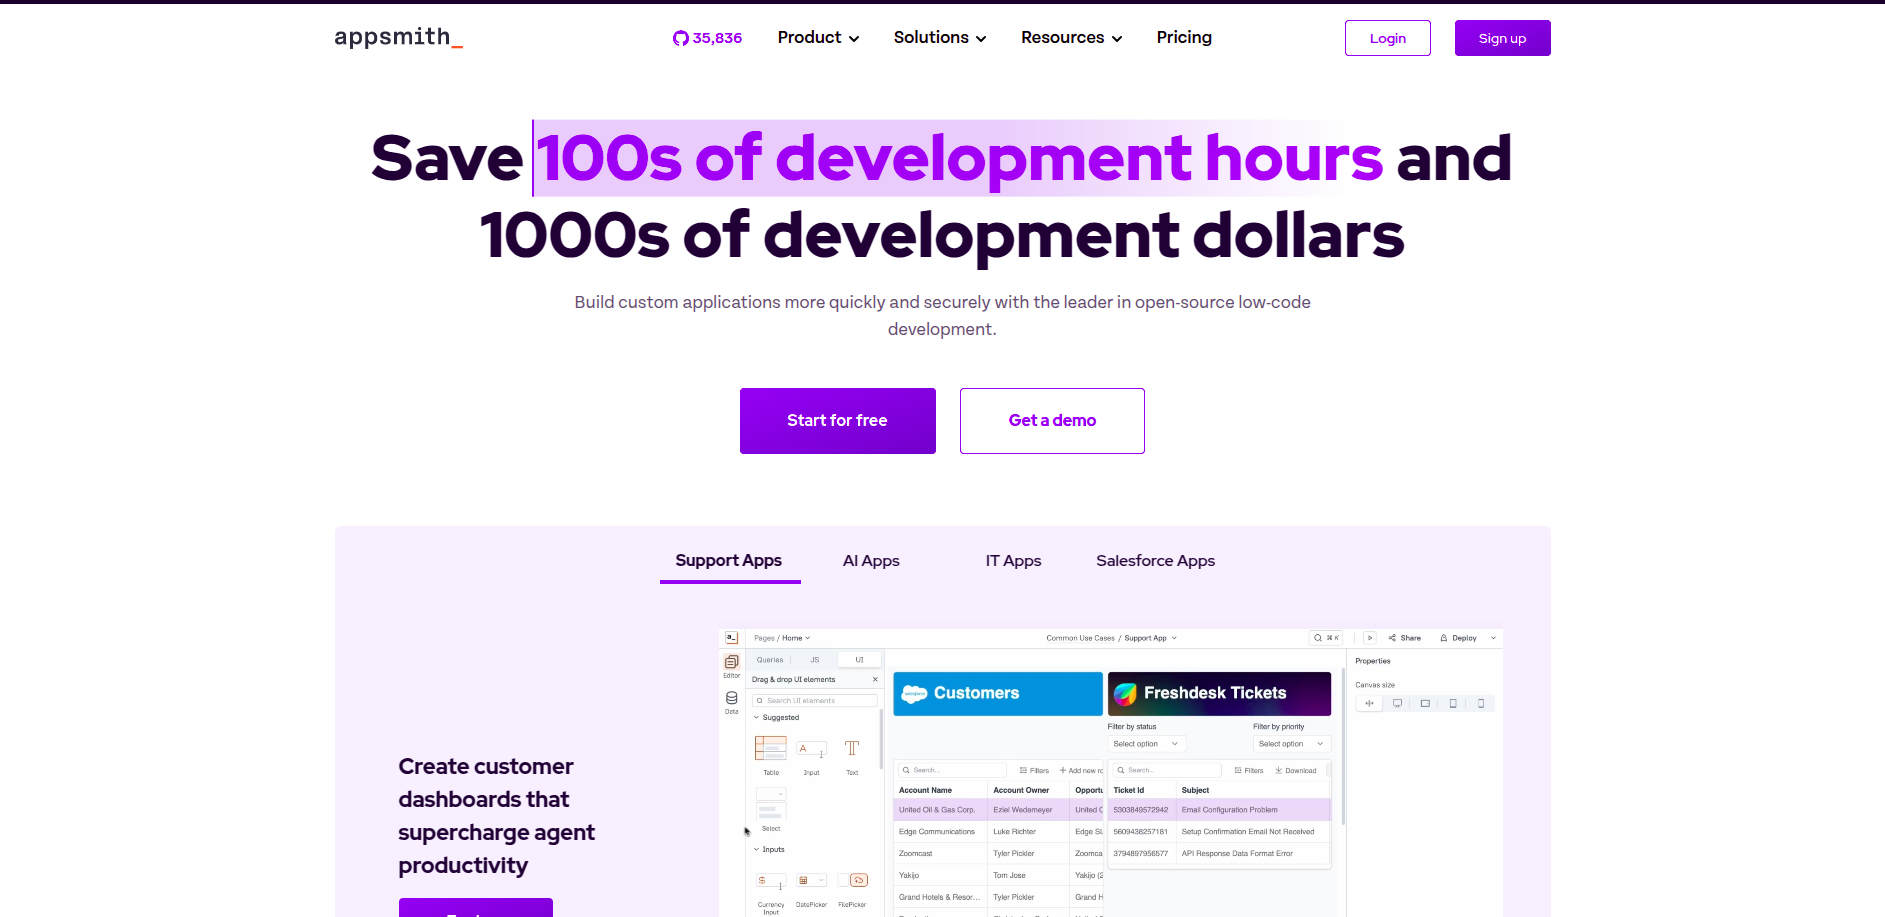 appsmith_
35,836
Product
Solutions
Resources
Pricing
Login
Sign up
Save 100s of development hours and
1000s of development dollars
Build custom applications more quickly and securely with the leader in open-source low-code
development.
Start for free
Get a demo
Support Apps
AI Apps
IT Apps
Salesforce Apps
Create customer
dashboards that
supercharge agent
productivity
a_
Pages / Home
Common Use Cases / Support App
⌘ K
Share
Deploy
Editor
Data
Queries
JS
UI
Drag & drop UI elements
Search UI elements
Suggested
Table
Input
Text
Select
Inputs
Currency
Input
DatePicker
FilePicker
Customers
Freshdesk Tickets
Filter by status
Filter by priority
Select option
Select option
Search...
Filters
Add new ro
Search...
Filters
Download
Account Name
Account Owner
Opportu
Ticket Id
Subject
United Oil & Gas Corp.
Eziel Wedemeyer
United C
5303849572942
Email Configuration Problem
Edge Communications
Luke Richter
Edge SL
5609438257181
Setup Confirmation Email Not Received
Zoomcast
Tyler Pickler
Zoomca
3794897956577
API Response Data Format Error
Yakijo
Tom Jose
Yakijo (2
Grand Hotels & Resor...
Tyler Pickler
Grand H
Properties
Canvas size